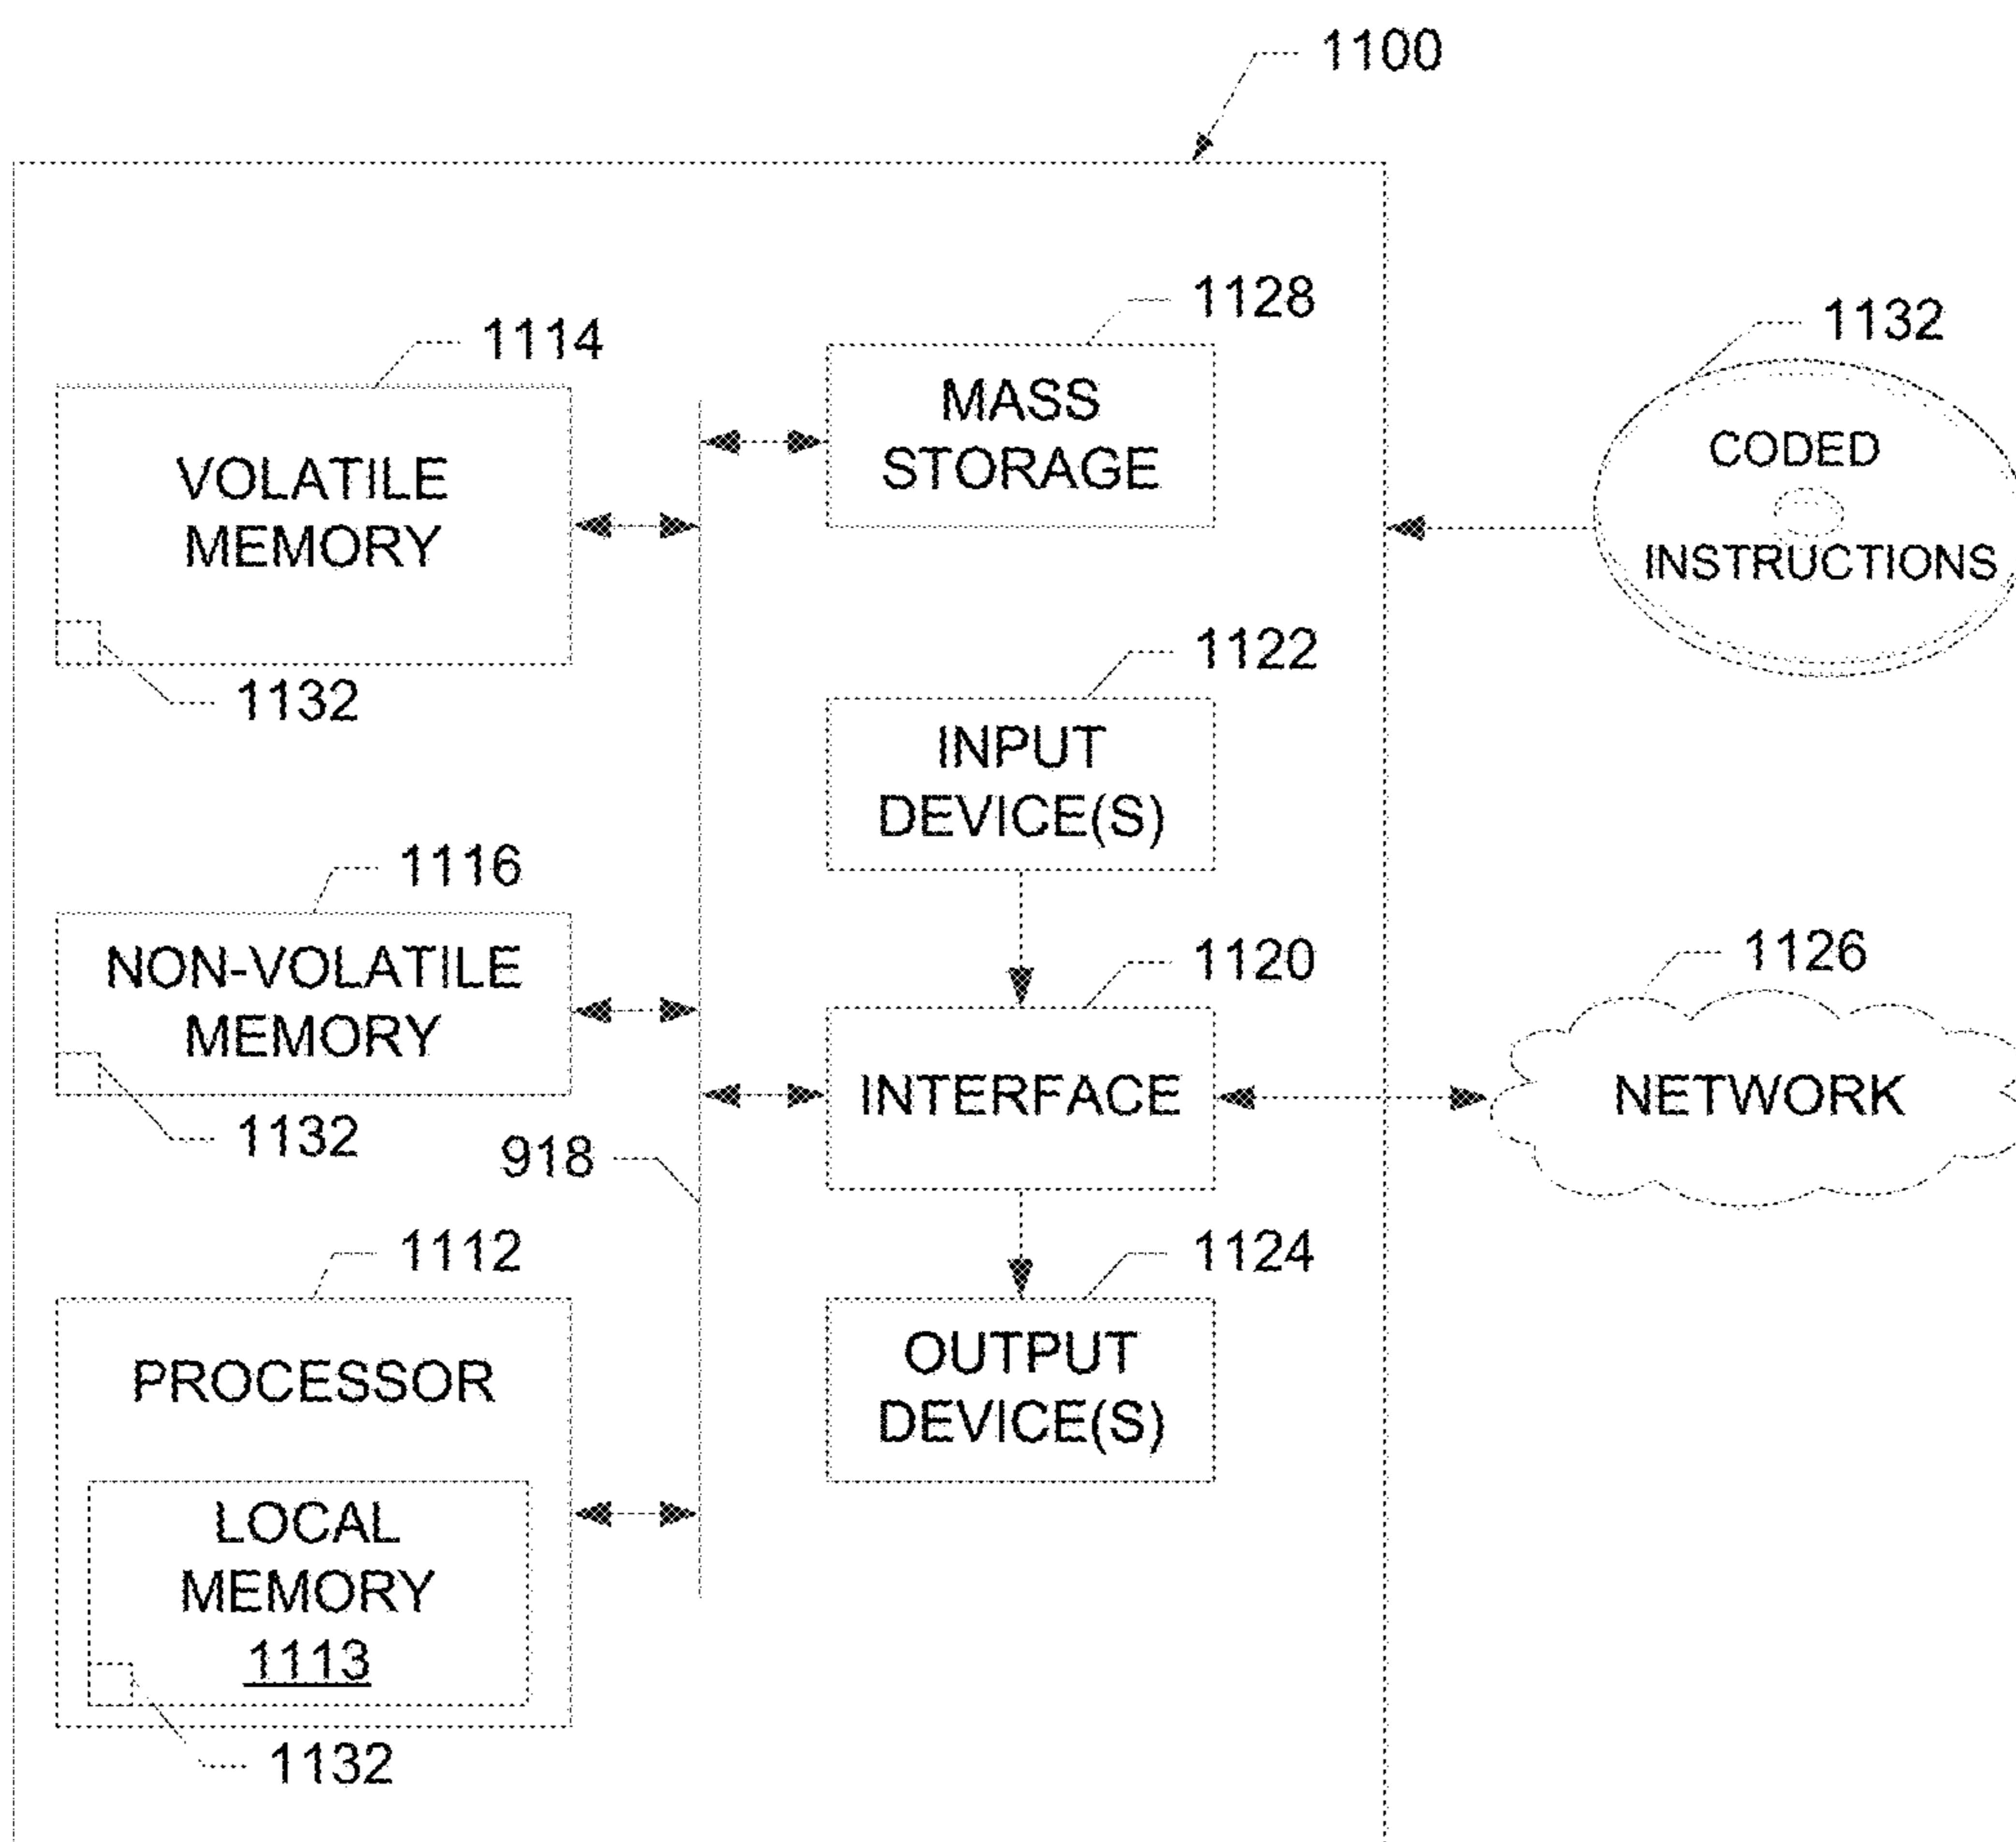 1100
1128
1132
1114
MASS
STORAGE
CODED
INSTRUCTIONS
VOLATILE
MEMORY
1132
1122
INPUT
DEVICE(S)
1116
NON-VOLATILE
MEMORY
1132
1120
INTERFACE
1126
NETWORK
918
1112
PROCESSOR
1124
OUTPUT
DEVICE(S)
LOCAL
MEMORY
1113
1132